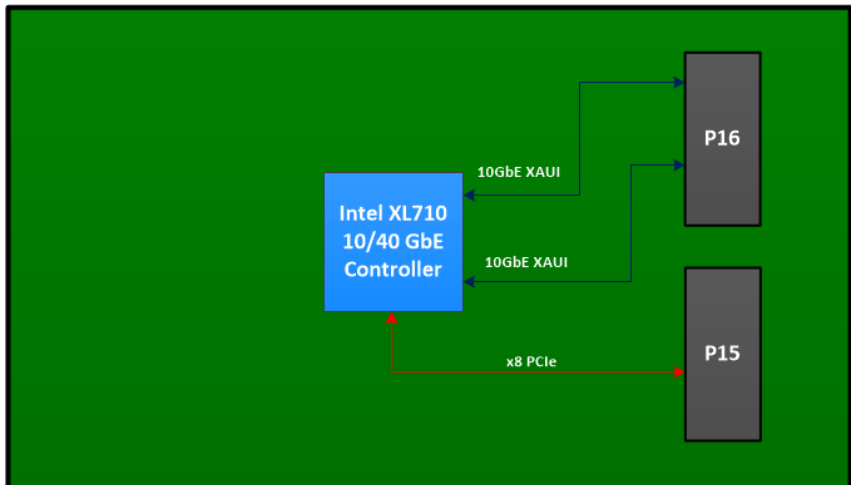 P16
10GbE XAUI
Intel XL710
10/40 GbE
Controller
10GbE XAUI
P15
x8 PCIe